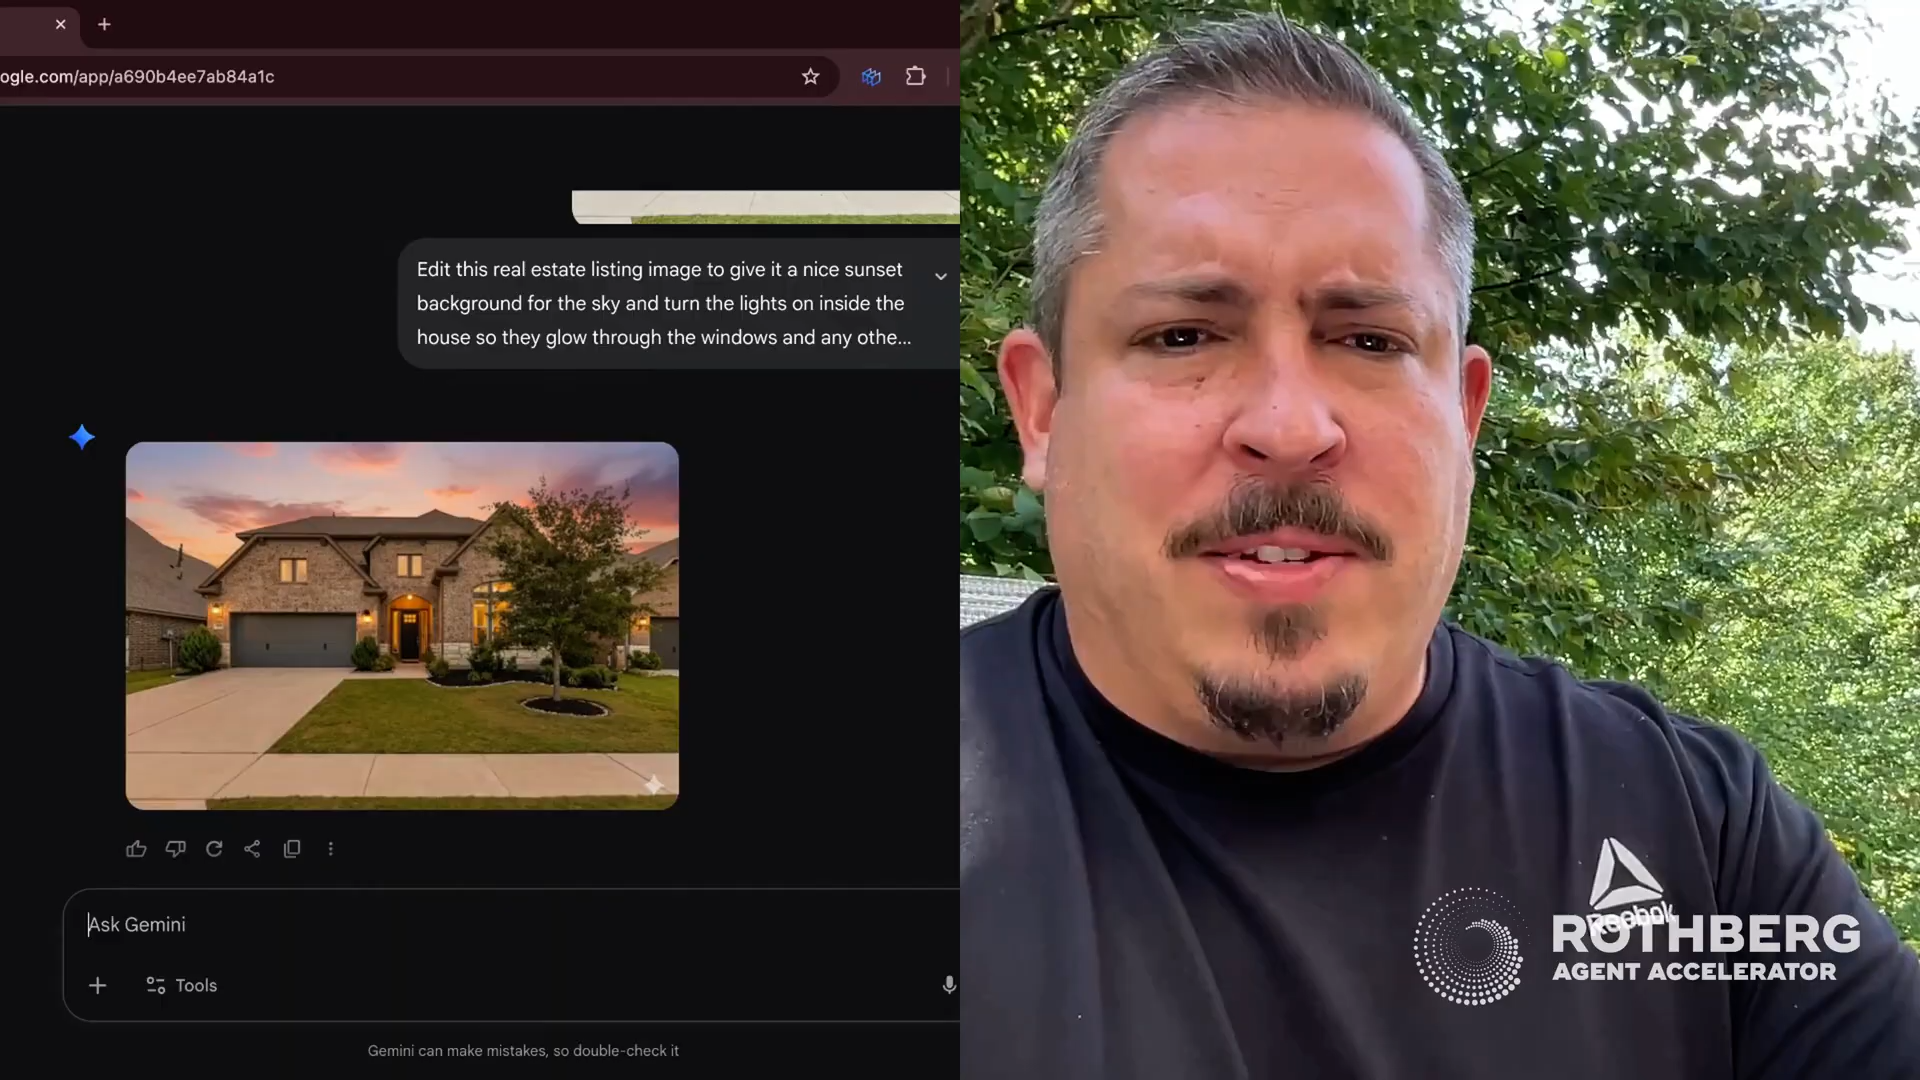 ogle.com/app/a690b4ee7ab84a1c
Edit this real estate listing image to give it a nice sunset
background for the sky and turn the lights on inside the
house so they glow through the windows and any othe...
Ask Gemini
Tools
Gemini can make mistakes, so double-check it
Reebok
ROTHBERG
AGENT ACCELERATOR